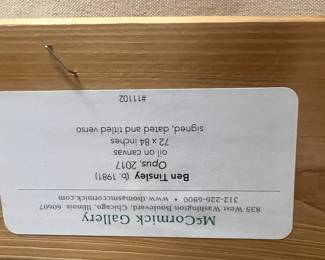 McCormick Gallery
835 West Washington Boulevard, Chicago, Illinois 60607
312-226-6800 • www.thomasmccormick.com
Ben Tinsley (b. 1981)
Opus, 2017
oil on canvas
72 x 84 inches
signed, dated and titled verso
#11102